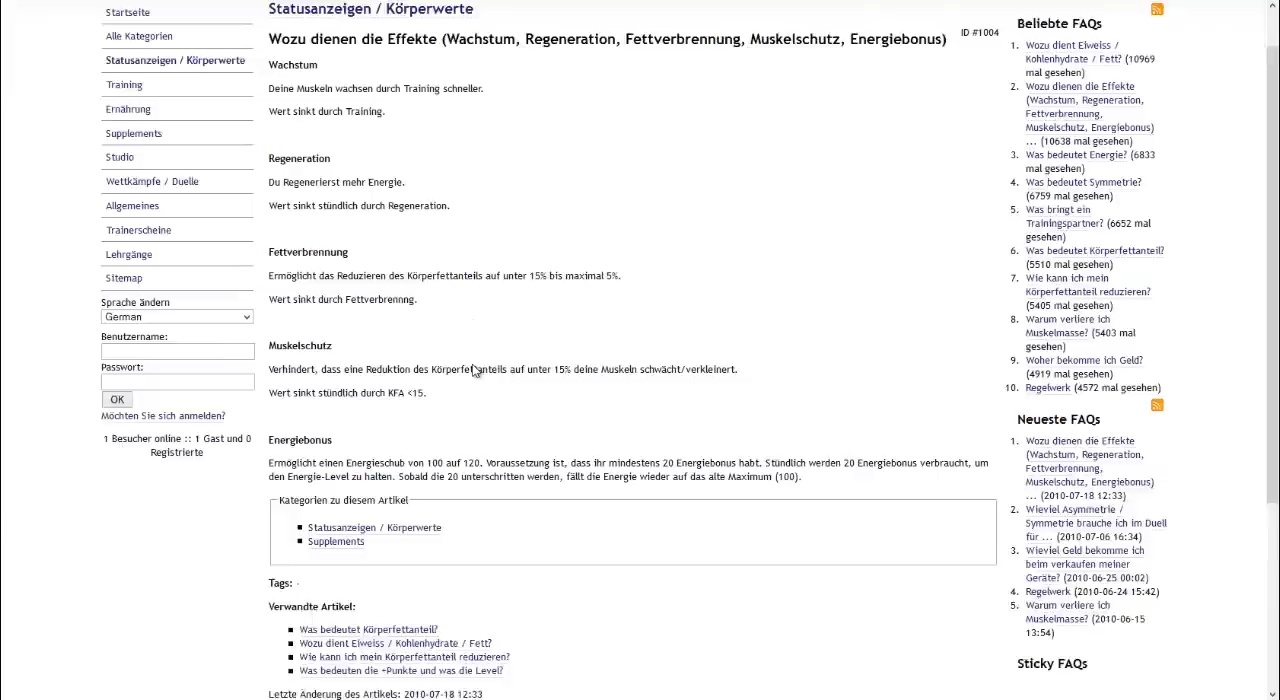 Startseite
Alle Kategorien
Statusanzeigen / Körperwerte
Training
Ernährung
Supplements
Studio
Wettkämpfe / Duelle
Allgemeines
Trainerscheine
Lehrgänge
Sitemap
Sprache ändern
German
Benutzername:
Passwort:
OK
Möchten Sie sich anmelden?
1 Besucher online :: 1 Gast und 0
Registrierte
Statusanzeigen / Körperwerte
Wozu dienen die Effekte (Wachstum, Regeneration, Fettverbrennung, Muskelschutz, Energiebonus)
ID #1004
Wachstum
Deine Muskeln wachsen durch Training schneller.
Wert sinkt durch Training.
Regeneration
Du Regenerierst mehr Energie.
Wert sinkt stündlich durch Regeneration.
Fettverbrennung
Ermöglicht das Reduzieren des Körperfettanteils auf unter 15% bis maximal 5%.
Wert sinkt durch Fettverbrennng.
Muskelschutz
Verhindert, dass eine Reduktion des Körperfettanteils auf unter 15% deine Muskeln schwächt/verkleinert.
Wert sinkt stündlich durch KFA <15.
Energiebonus
Ermöglicht einen Energieschub von 100 auf 120. Voraussetzung ist, dass ihr mindestens 20 Energiebonus habt. Stündlich werden 20 Energiebonus verbraucht, um
den Energie-Level zu halten. Sobald die 20 unterschritten werden, fällt die Energie wieder auf das alte Maximum (100).
Kategorien zu diesem Artikel
Statusanzeigen / Körperwerte
Supplements
Tags: -
Verwandte Artikel:
Was bedeutet Körperfettanteil?
Wozu dient Eiweiss / Kohlenhydrate / Fett?
Wie kann ich mein Körperfettanteil reduzieren?
Was bedeuten die +Punkte und was die Level?
Letzte Änderung des Artikels: 2010-07-18 12:33
Beliebte FAQs
1. Wozu dient Eiweiss /
Kohlenhydrate / Fett? (10969
mal gesehen)
2. Wozu dienen die Effekte
(Wachstum, Regeneration,
Fettverbrennung,
Muskelschutz, Energiebonus)
... (10638 mal gesehen)
3. Was bedeutet Energie? (6833
mal gesehen)
4. Was bedeutet Symmetrie?
(6759 mal gesehen)
5. Was bringt ein
Trainingspartner? (6652 mal
gesehen)
6. Was bedeutet Körperfettanteil?
(5510 mal gesehen)
7. Wie kann ich mein
Körperfettanteil reduzieren?
(5405 mal gesehen)
8. Warum verliere ich
Muskelmasse? (5403 mal
gesehen)
9. Woher bekomme ich Geld?
(4919 mal gesehen)
10. Regelwerk (4572 mal gesehen)
Neueste FAQs
1. Wozu dienen die Effekte
(Wachstum, Regeneration,
Fettverbrennung,
Muskelschutz, Energiebonus)
... (2010-07-18 12:33)
2. Wieviel Asymmetrie /
Symmetrie brauche ich im Duell
für ... (2010-07-06 16:34)
3. Wieviel Geld bekomme ich
beim verkaufen meiner
Geräte? (2010-06-25 00:02)
4. Regelwerk (2010-06-24 15:42)
5. Warum verliere ich
Muskelmasse? (2010-06-15
13:54)
Sticky FAQs